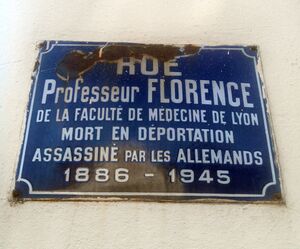 RUE
Professeur FLORENCE
DE LA FACULTÉ DE MÉDECINE DE LYON
MORT EN DÉPORTATION
ASSASSINÉ PAR LES ALLEMANDS
1886 - 1945